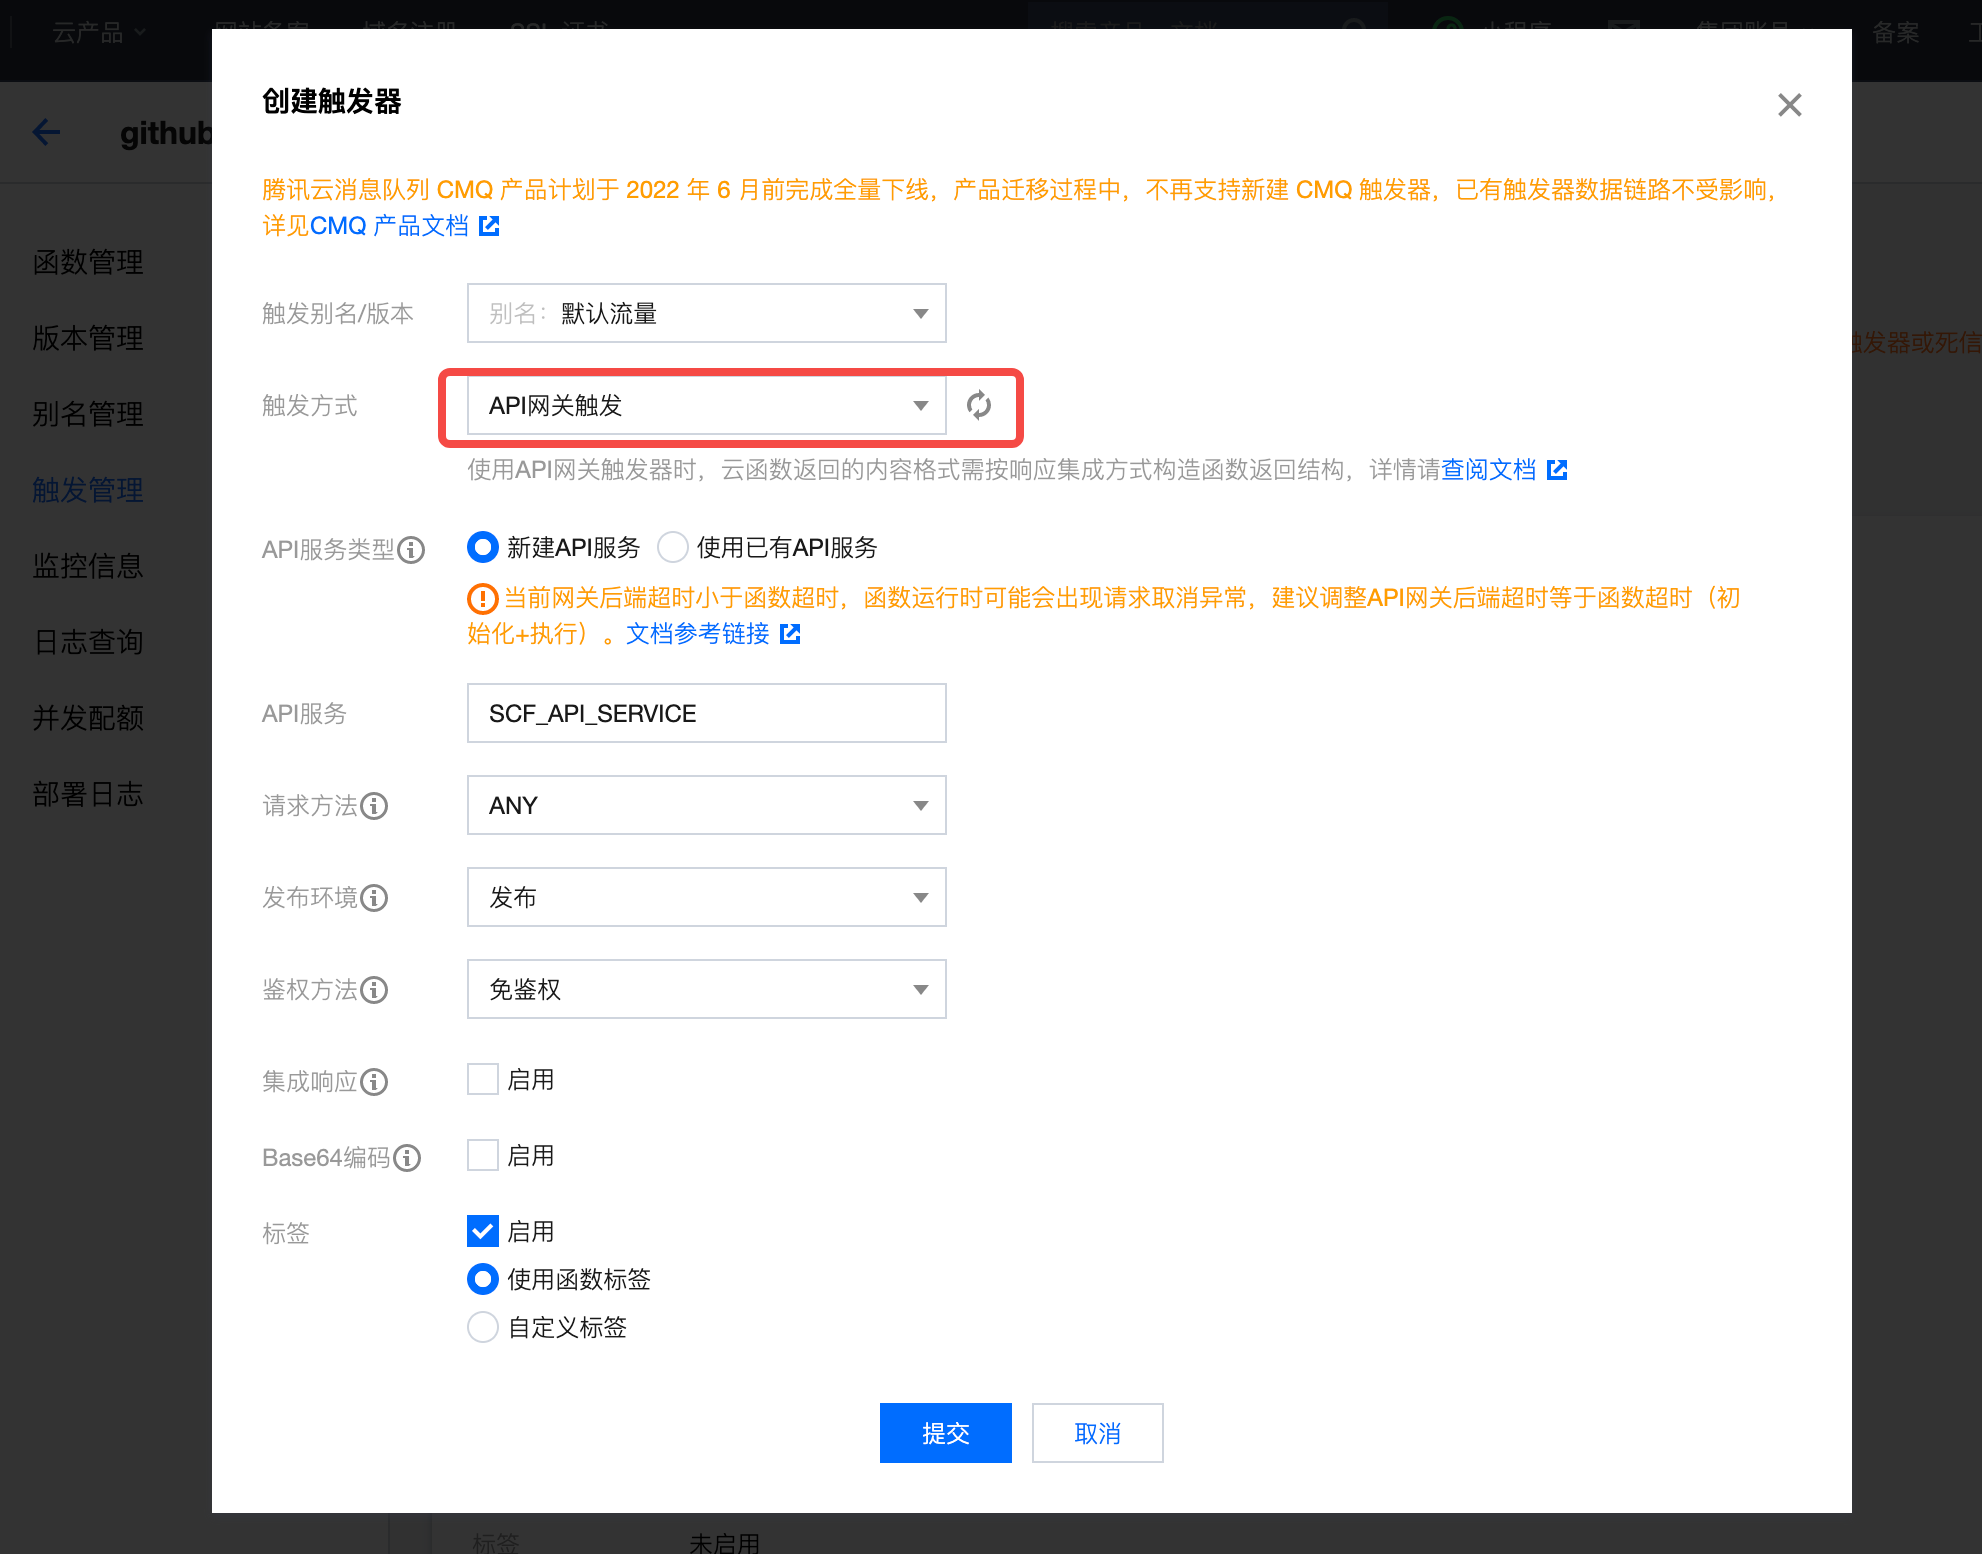 云产品
备案
github
创建触发器
腾讯云消息队列 CMQ 产品计划于 2022 年 6 月前完成全量下线，产品迁移过程中，不再支持新建 CMQ 触发器，已有触发器数据链路不受影响，
详见CMQ 产品文档
函数管理
版本管理
别名管理
触发管理
监控信息
日志查询
并发配额
部署日志
触发别名/版本
别名： 默认流量
触发器或死信
触发方式
API网关触发
使用API网关触发器时，云函数返回的内容格式需按响应集成方式构造函数返回结构，详情请查阅文档
API服务类型
新建API服务 使用已有API服务
当前网关后端超时小于函数超时，函数运行时可能会出现请求取消异常，建议调整API网关后端超时等于函数超时（初
始化+执行）。文档参考链接
API服务
SCF_API_SERVICE
请求方法
ANY
发布环境
发布
鉴权方法
免鉴权
集成响应
启用
Base64编码
启用
标签
启用
使用函数标签
自定义标签
提交
取消
标签
未启用